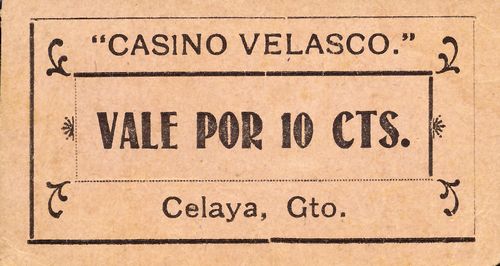 “CASINO VELASCO.”
VALE POR 10 CTS.
Celaya, Gto.